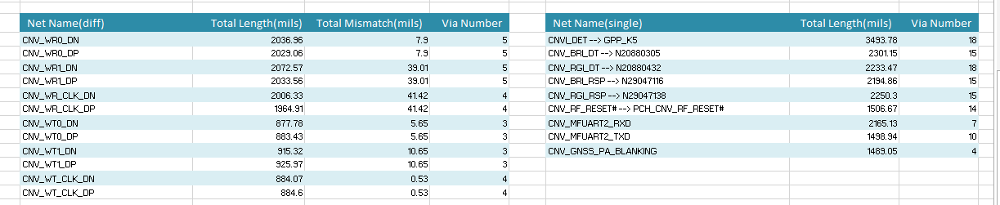 Net Name(diff) Total Length(mils) Total Mismatch(mils) Via Number
CNV_WR0_DN 2036.96 7.9 5
CNV_WR0_DP 2029.06 7.9 5
CNV_WR1_DN 2072.57 39.01 5
CNV_WR1_DP 2033.56 39.01 5
CNV_WR_CLK_DN 2006.33 41.42 4
CNV_WR_CLK_DP 1964.91 41.42 4
CNV_WT0_DN 877.78 5.65 3
CNV_WT0_DP 883.43 5.65 3
CNV_WT1_DN 915.32 10.65 3
CNV_WT1_DP 925.97 10.65 3
CNV_WT_CLK_DN 884.07 0.53 4
CNV_WT_CLK_DP 884.6 0.53 4
Net Name(single) Total Length(mils) Via Number
CNVI_DET --> GPP_K5 3493.78 18
CNV_BRI_DT --> N20880305 2301.15 15
CNV_RGI_DT --> N20880432 2233.47 18
CNV_BRI_RSP --> N29047116 2194.86 15
CNV_RGI_RSP --> N29047138 2250.3 15
CNV_RF_RESET# --> PCH_CNV_RF_RESET# 1506.67 14
CNV_MFUART2_RXD 2165.13 7
CNV_MFUART2_TXD 1498.94 10
CNV_GNSS_PA_BLANKING 1489.05 4